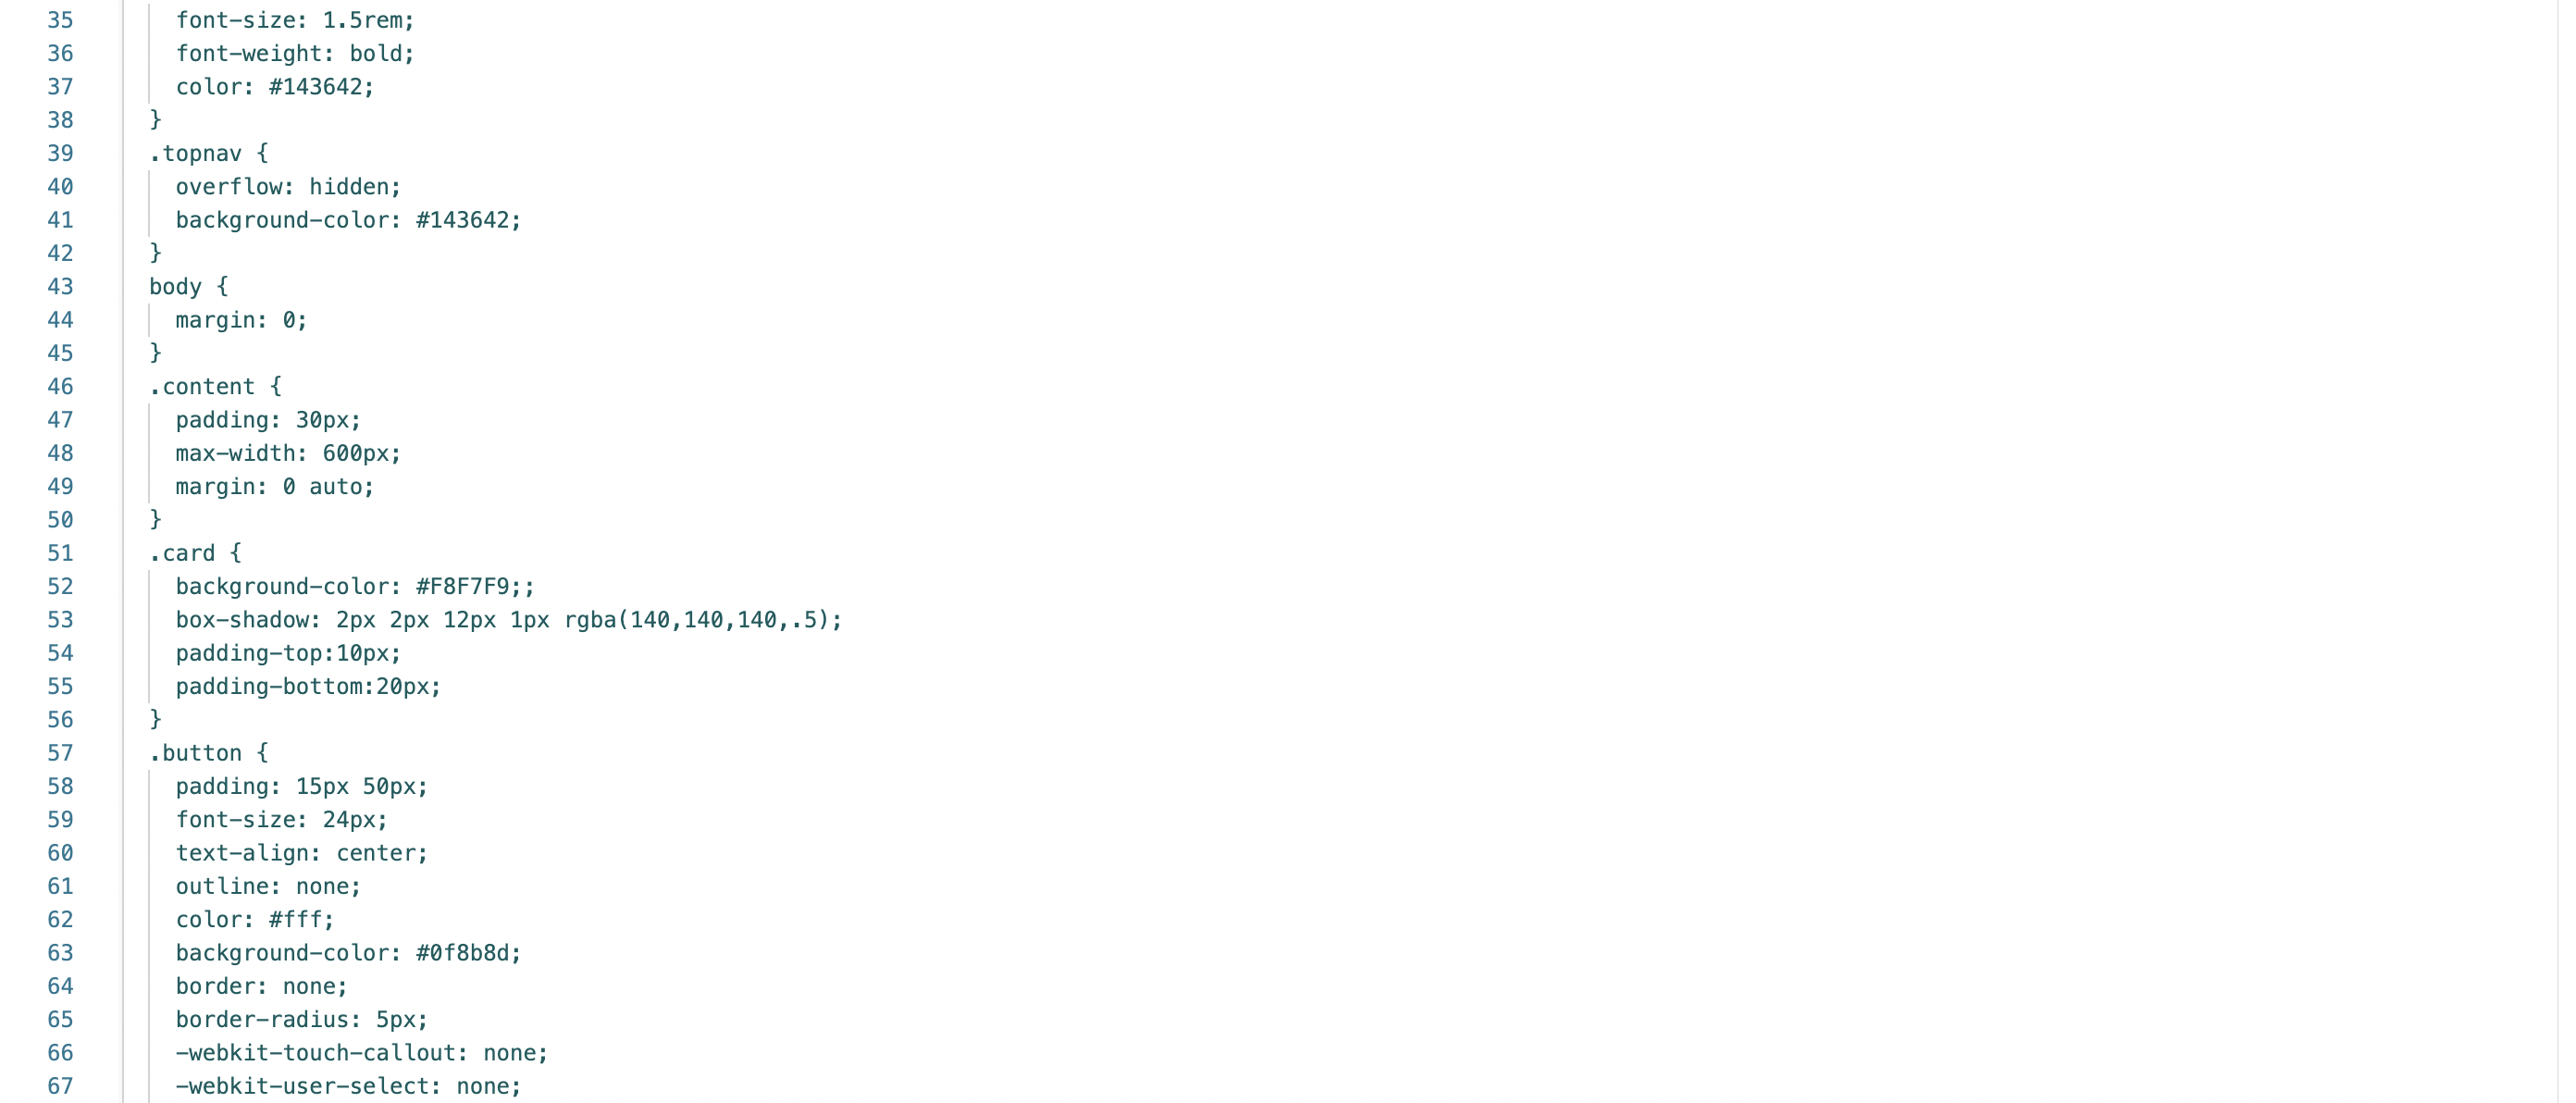 35 font-size: 1.5rem;
36 font-weight: bold;
37 color: #143642;
38 }
39 .topnav {
40 overflow: hidden;
41 background-color: #143642;
42 }
43 body {
44 margin: 0;
45 }
46 .content {
47 padding: 30px;
48 max-width: 600px;
49 margin: 0 auto;
50 }
51 .card {
52 background-color: #F8F7F9;;
53 box-shadow: 2px 2px 12px 1px rgba(140,140,140,.5);
54 padding-top:10px;
55 padding-bottom:20px;
56 }
57 .button {
58 padding: 15px 50px;
59 font-size: 24px;
60 text-align: center;
61 outline: none;
62 color: #fff;
63 background-color: #0f8b8d;
64 border: none;
65 border-radius: 5px;
66 -webkit-touch-callout: none;
67 -webkit-user-select: none;